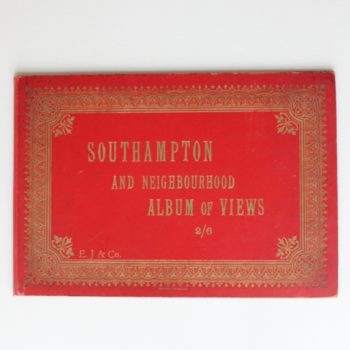 SOUTHAMPTON
AND NEIGHBOURHOOD
ALBUM OF VIEWS
2/6
E. J. & Co.